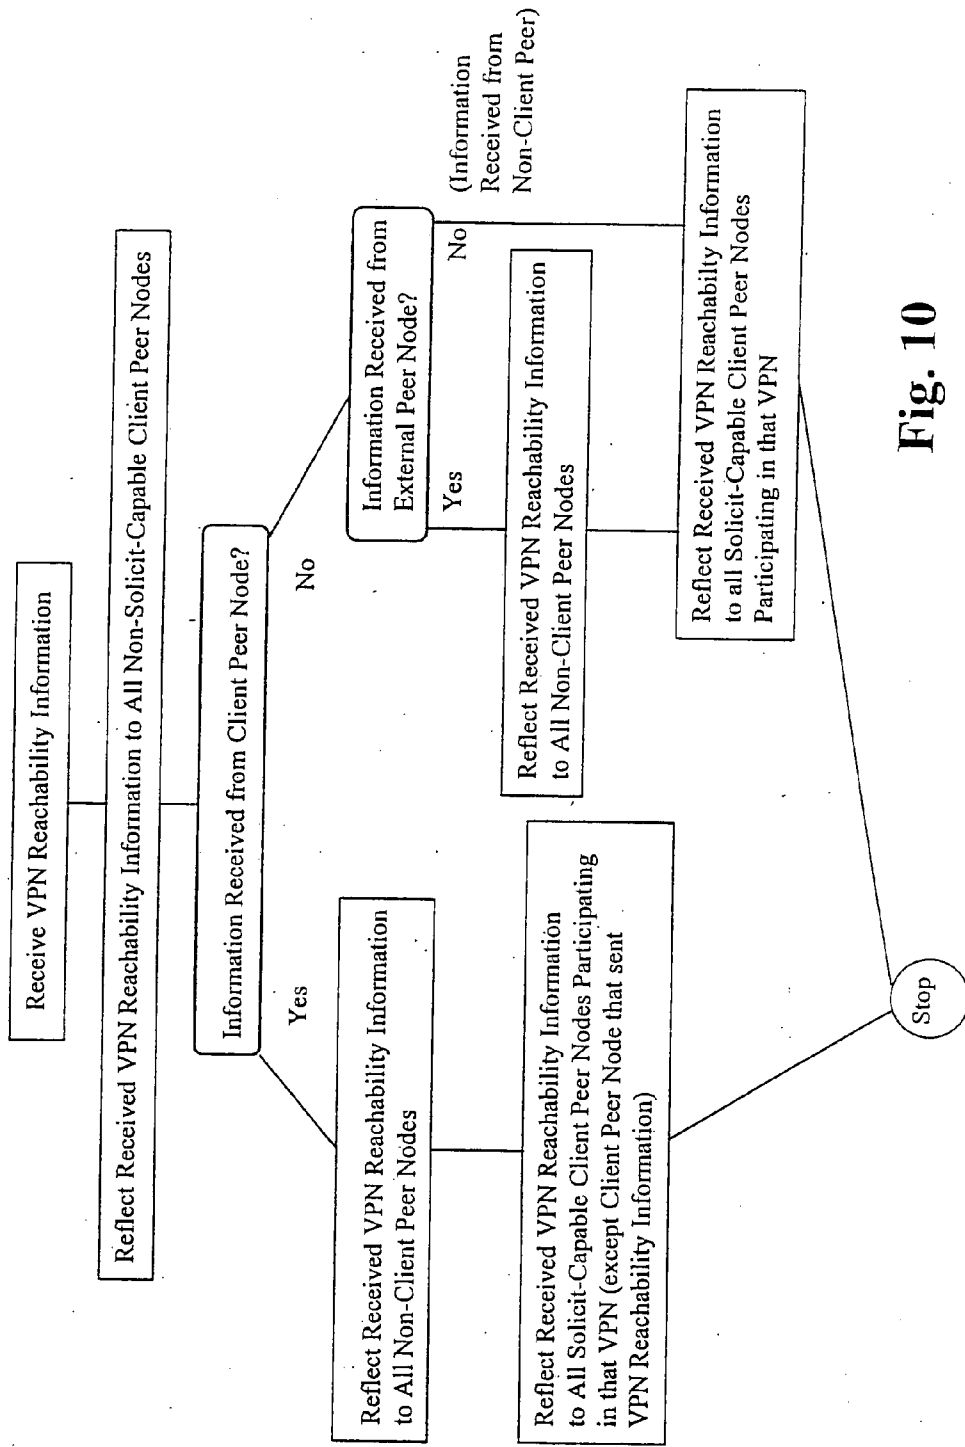 Receive VPN Reachability Information
Reflect Received VPN Reachability Information to All Non-Solicit-Capable Client Peer Nodes
Information Received from Client Peer Node?
Yes
No
Reflect Received VPN Reachability Information
to All Non-Client Peer Nodes
Reflect Received VPN Reachability Information
to All Solicit-Capable Client Peer Nodes Participating
in that VPN (except Client Peer Node that sent
VPN Reachability Information)
Information Received from
External Peer Node?
Yes
No
(Information
Received from
Non-Client Peer)
Reflect Received VPN Reachability Information
to All Non-Client Peer Nodes
Reflect Received VPN Reachabilty Information
to all Solicit-Capable Client Peer Nodes
Participating in that VPN
Stop
Fig. 10